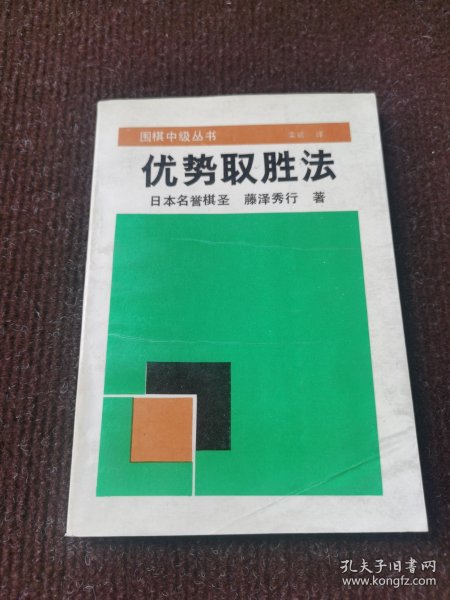 围棋中级丛书
译
优势取胜法
日本名誉棋圣 藤泽秀行 著
孔夫子旧书网
www.kongfz.com